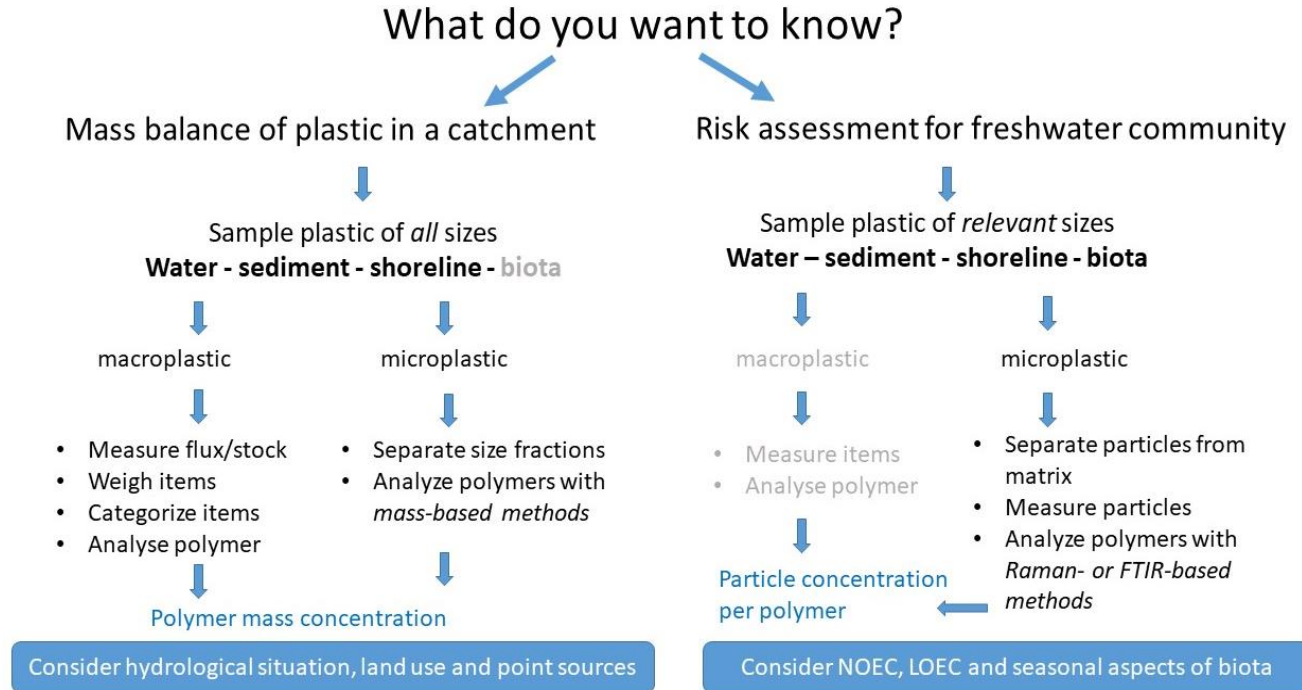 What do you want to know?
Mass balance of plastic in a catchment
Sample plastic of all sizes
Water - sediment - shoreline - biota
macroplastic
• Measure flux/stock
• Weigh items
• Categorize items
• Analyse polymer
microplastic
• Separate size fractions
• Analyze polymers with
mass-based methods
Polymer mass concentration
Consider hydrological situation, land use and point sources
Risk assessment for freshwater community
Sample plastic of relevant sizes
Water – sediment - shoreline - biota
macroplastic
• Measure items
• Analyse polymer
microplastic
• Separate particles from
matrix
• Measure particles
• Analyze polymers with
Raman- or FTIR-based
methods
Particle concentration
per polymer
Consider NOEC, LOEC and seasonal aspects of biota